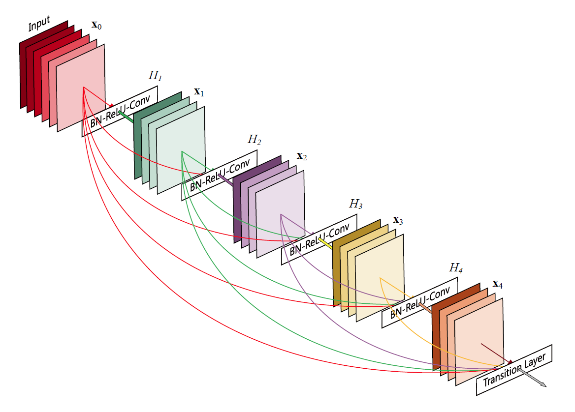 Input
x0
H1
BN-ReLU-Conv
x1
H2
BN-ReLU-Conv
x2
H3
BN-ReLU-Conv
x3
H4
BN-ReLU-Conv
x4
Transition Layer